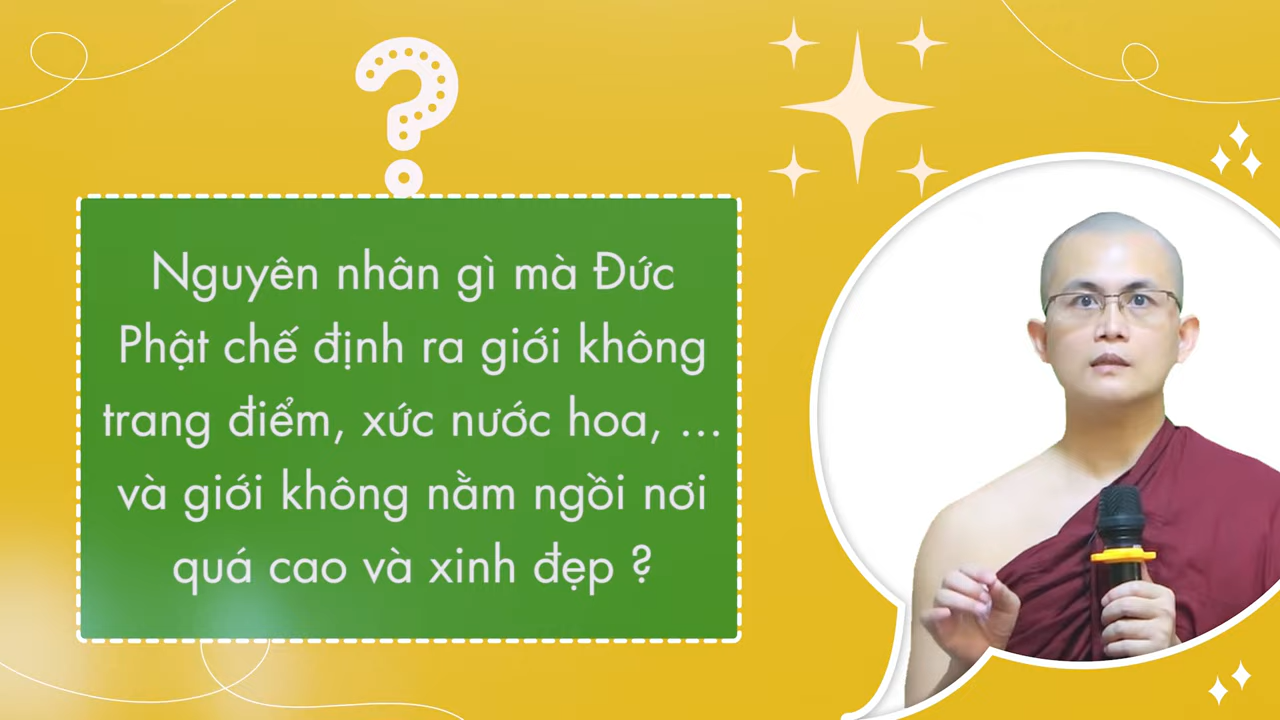 ?
Nguyên nhân gì mà Đức
Phật chế định ra giới không
trang điểm, xức nước hoa, ...
và giới không nằm ngồi nơi
quá cao và xinh đẹp ?